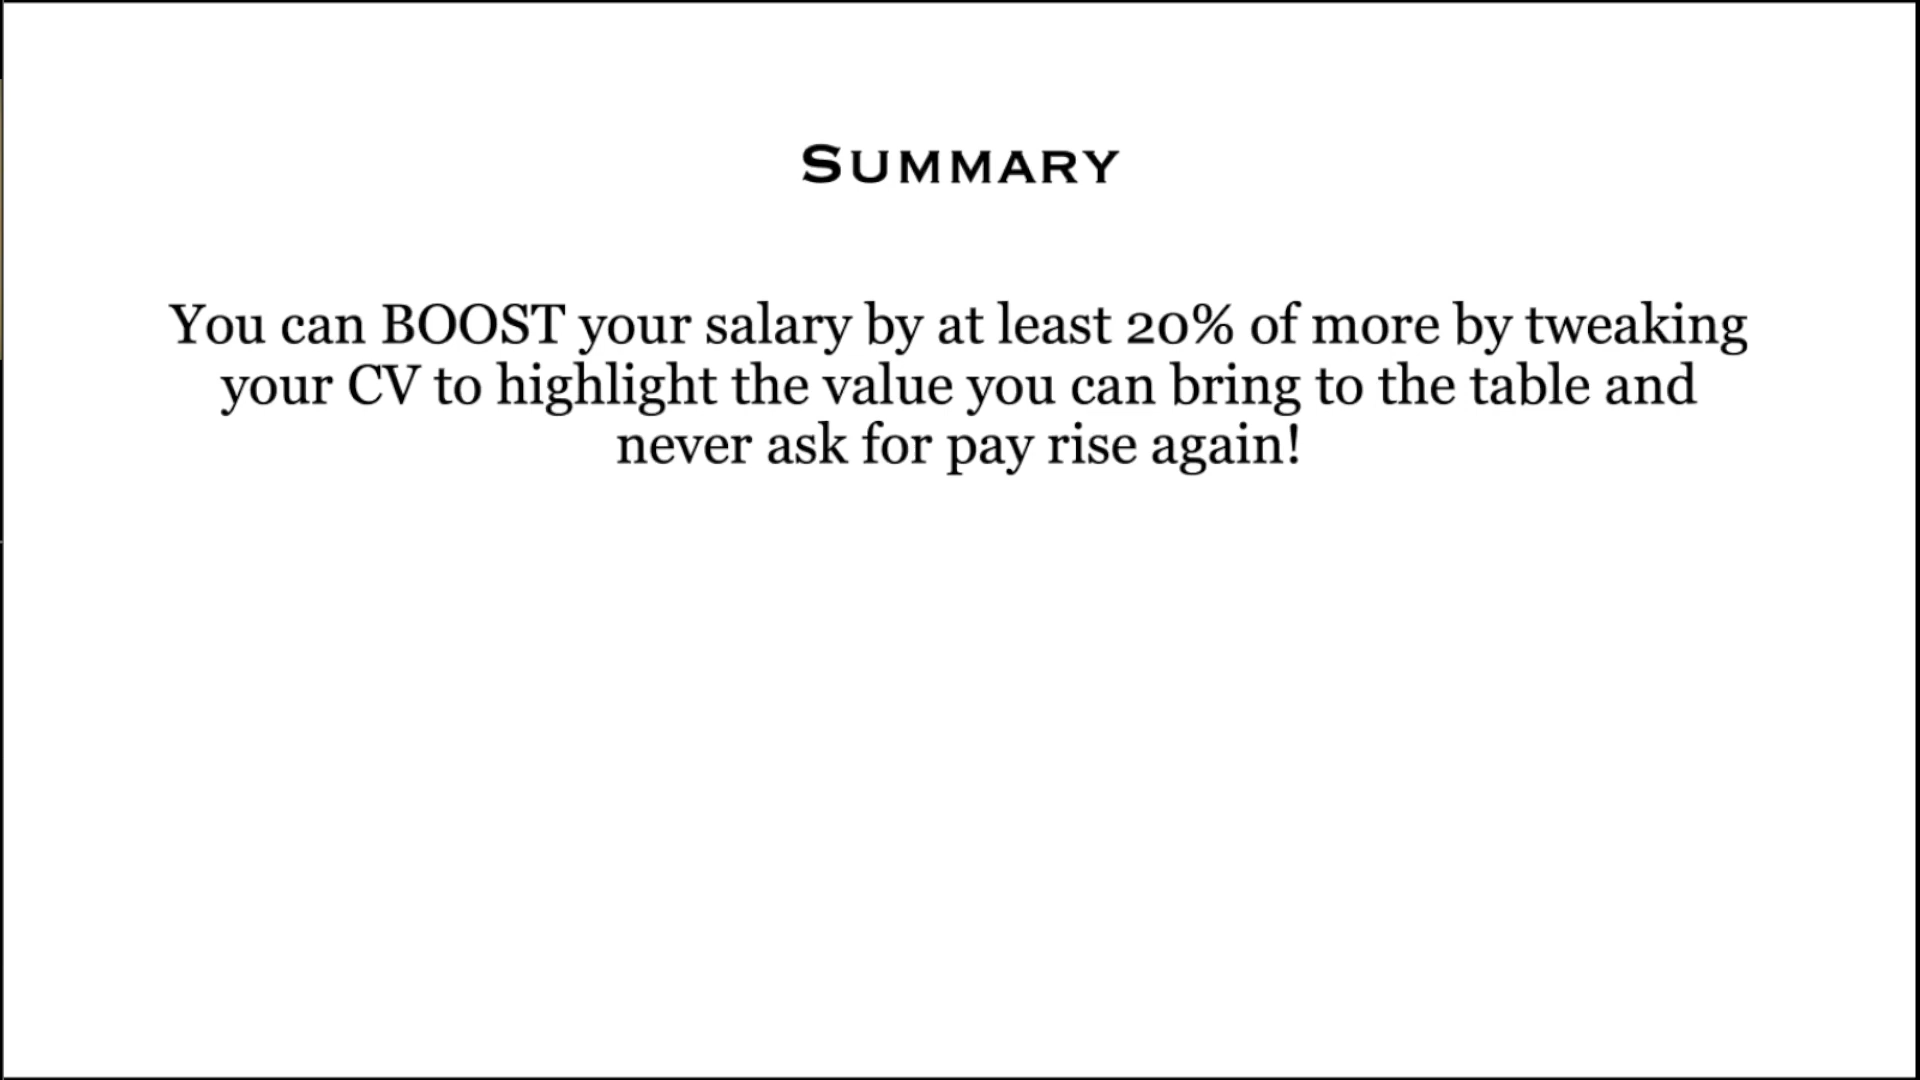 Summary
You can BOOST your salary by at least 20% of more by tweaking
your CV to highlight the value you can bring to the table and
never ask for pay rise again!